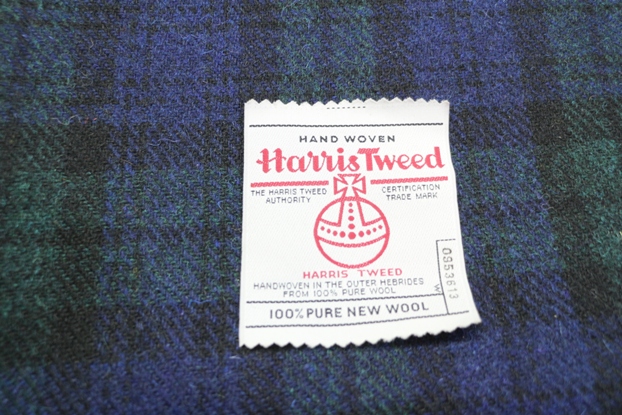 HAND WOVEN
Harris Tweed
THE HARRIS TWEED AUTHORITY
CERTIFICATION TRADE MARK
HARRIS TWEED
HANDWOVEN IN THE OUTER HEBRIDES
FROM 100% PURE WOOL
W 0953613
100% PURE NEW WOOL